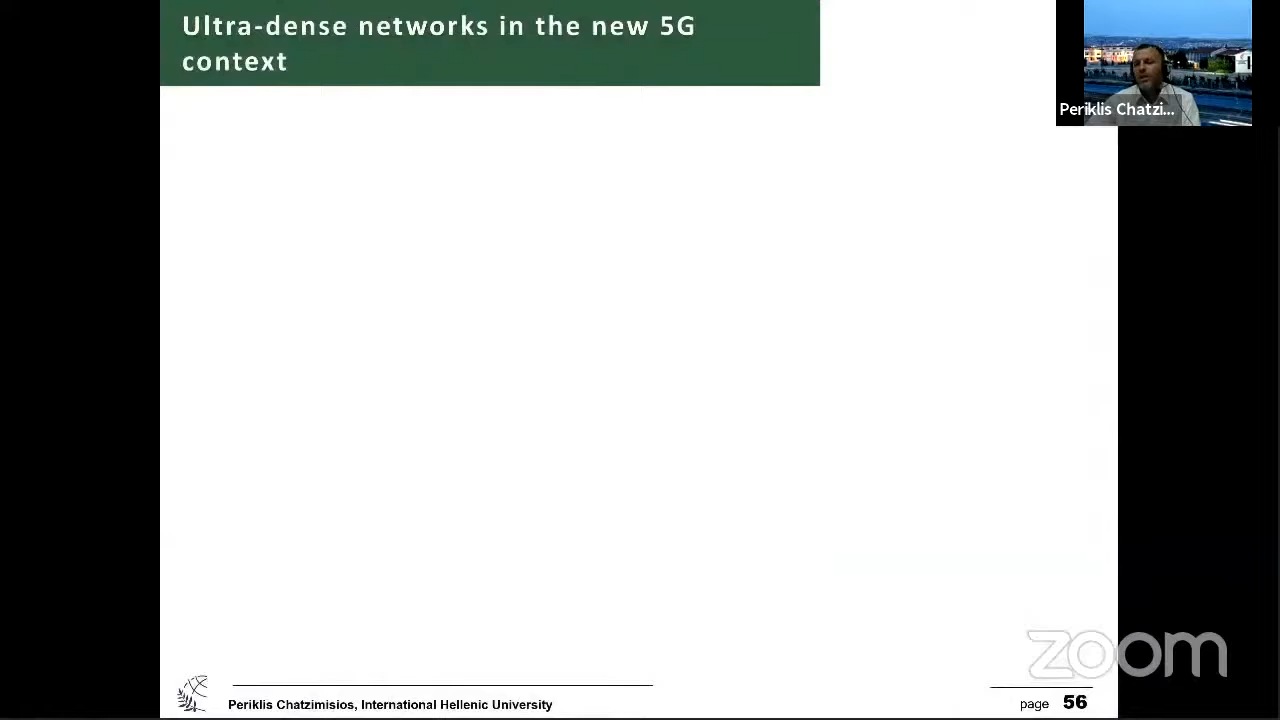 Ultra-dense networks in the new 5G
context
Periklis Chatzi...
zoom
Periklis Chatzimisios, International Hellenic University
page 56